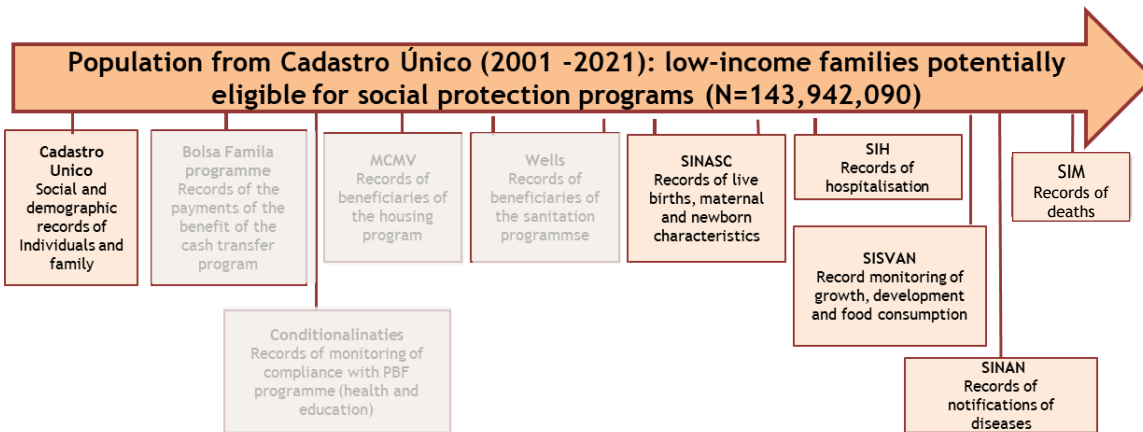 Population from Cadastro Único (2001 -2021): low-income families potentially
eligible for social protection programs (N=143,942,090)
Cadastro
Unico
Social and
demographic
records of
Individuals and
family
Bolsa Famila
programme
Records of the
payments of the
benefit of the
cash transfer
program
MCMV
Records of
beneficiaries of
the housing
program
Wells
Records of
beneficiaries of
the sanitation
programmse
SINASC
Records of live
births, maternal
and newborn
characteristics
SIH
Records of
hospitalisation
SIM
Records of
deaths
SISVAN
Record monitoring of
growth, development
and food consumption
Conditionalinaties
Records of monitoring of
compliance with PBF
programme (health and
education)
SINAN
Records of
notifications of
diseases